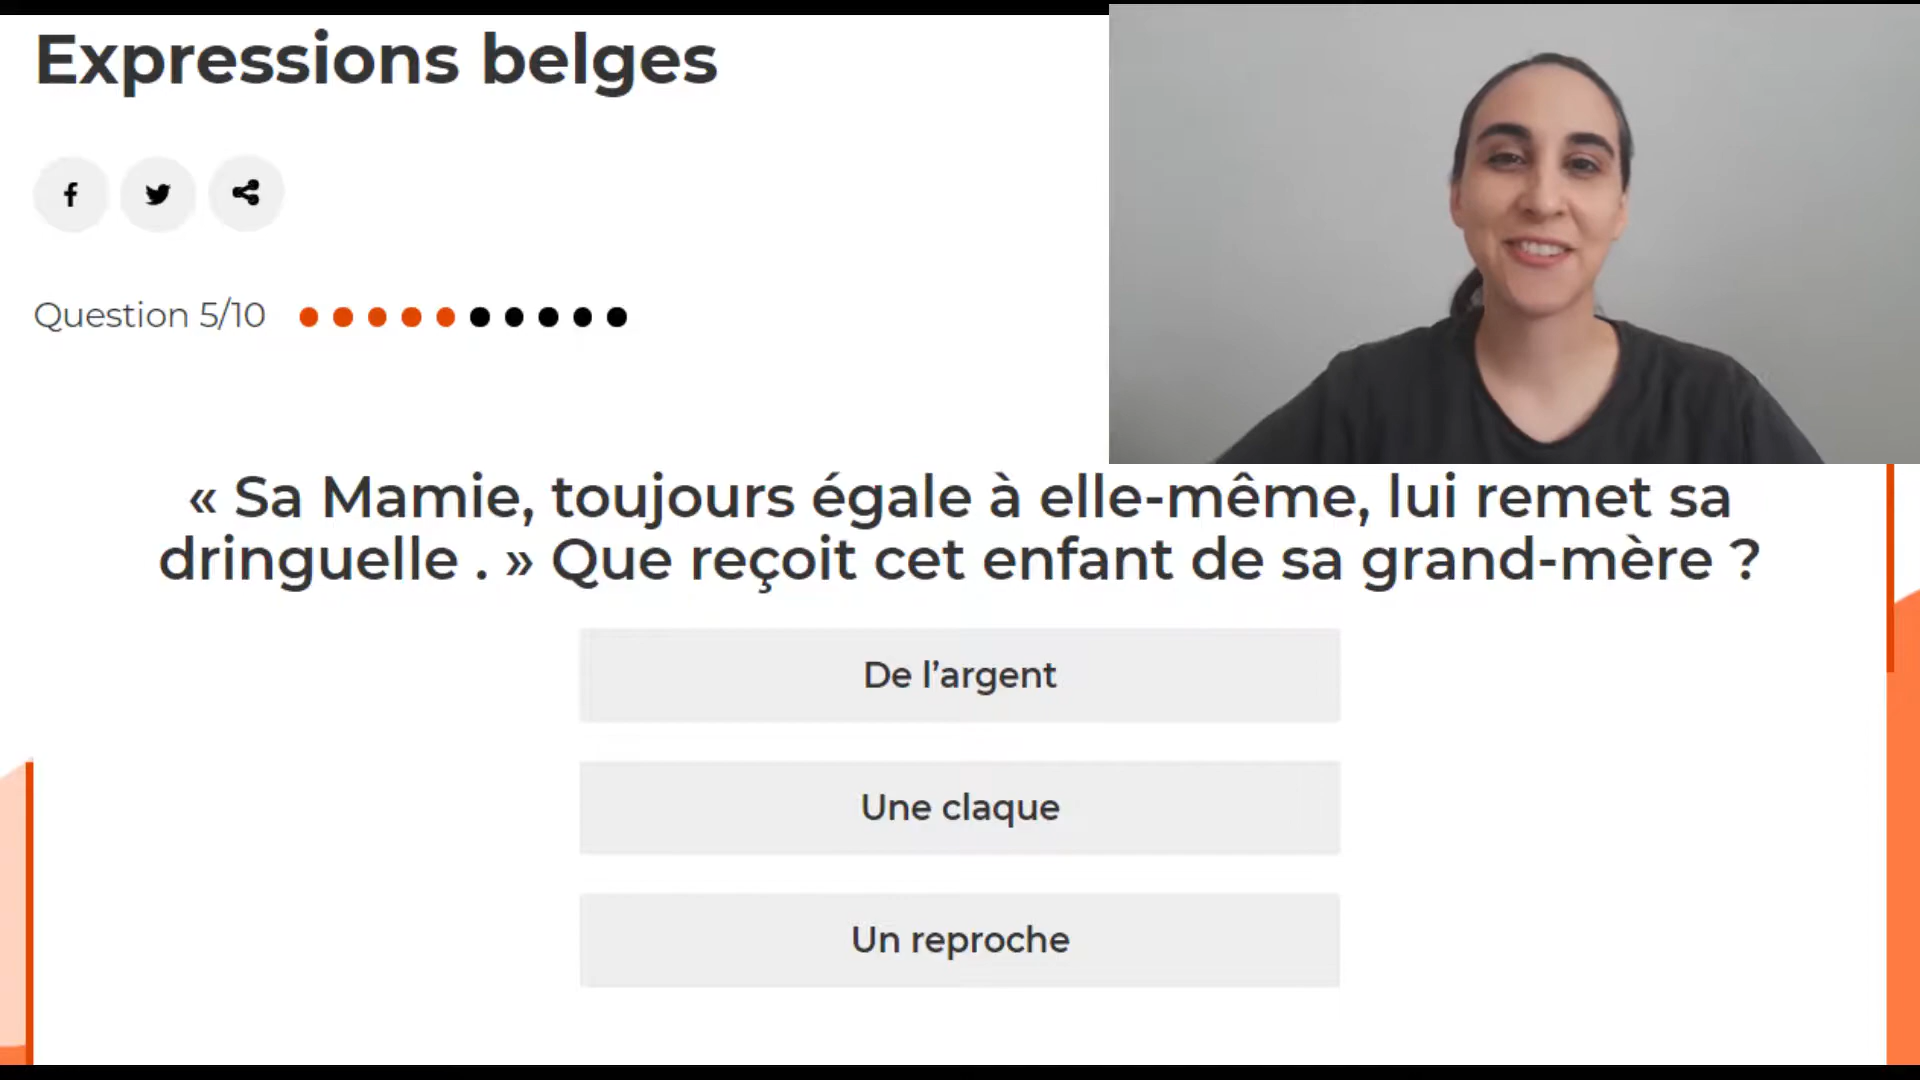 Expressions belges
Question 5/10
« Sa Mamie, toujours égale à elle-même, lui remet sa
dringuelle . » Que reçoit cet enfant de sa grand-mère ?
De l’argent
Une claque
Un reproche